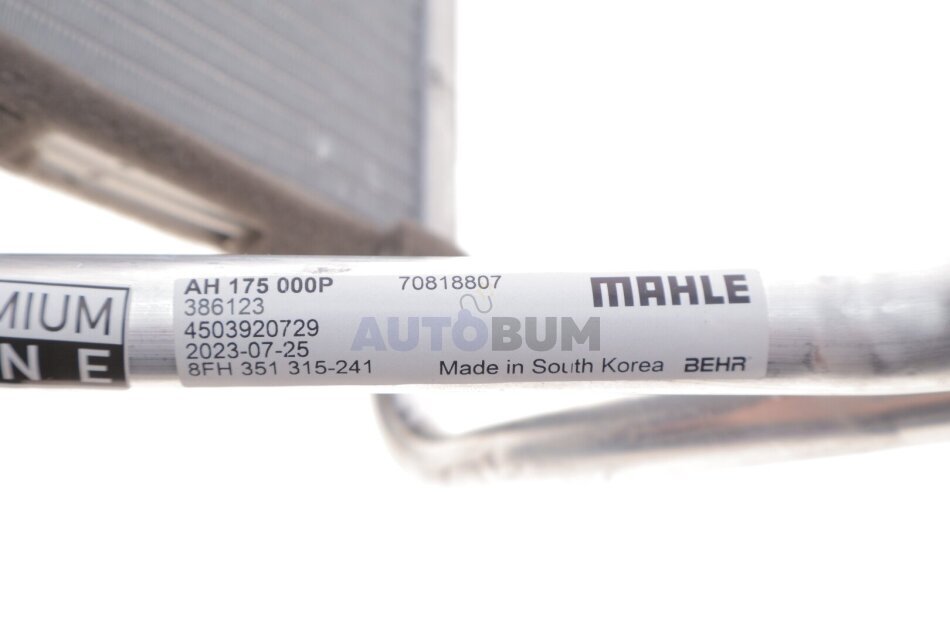 MIUM
NE
AH 175 000P
70818807
386123
4503920729
2023-07-25
8FH 351 315-241
MAHLE
AUTOBUM
Made in South Korea
BEHR